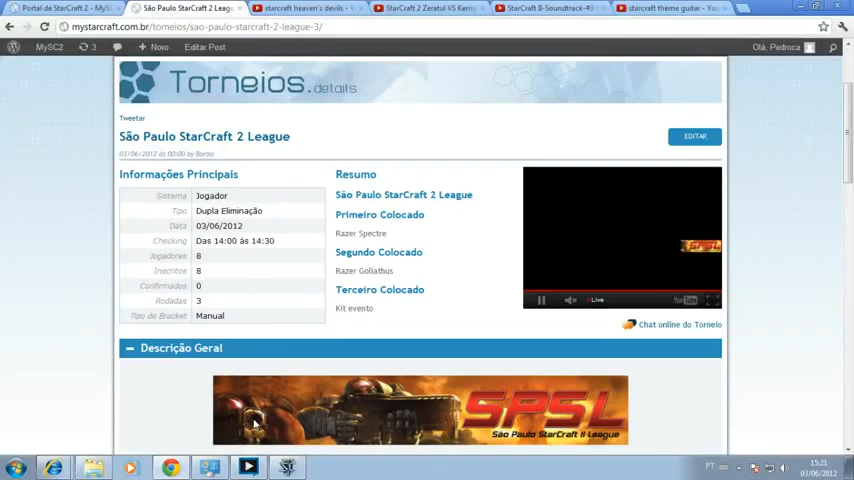 Portal de StarCraft 2 - MySC
São Paulo StarCraft 2 Leagu
starcraft heaven's devils - Yo
StarCraft 2 Zeratul VS Kerrig
StarCraft II-Soundtrack-#3
starcraft theme guitar - You
mystarcraft.com.br/torneios/sao-paulo-starcraft-2-league-3/
MySC2
3
+ Novo
Editar Post
Olá, Pedroca
Torneios.details
Tweetar
São Paulo StarCraft 2 League
EDITAR
03/06/2012 às 00:00 by Barba
Informações Principais
Sistema Jogador
Tipo Dupla Eliminação
Data 03/06/2012
Checking Das 14:00 às 14:30
Jogadores 8
Inscritos 8
Confirmados 0
Rodadas 3
Tipo de Bracket Manual
Resumo
São Paulo StarCraft 2 League
Primeiro Colocado
Razer Spectre
Segundo Colocado
Razer Goliathus
Terceiro Colocado
Kit evento
SPSL
Live
YouTube
Chat online do Torneio
Descrição Geral
SPSL
São Paulo StarCraft II League
PT
15:21
03/06/2012